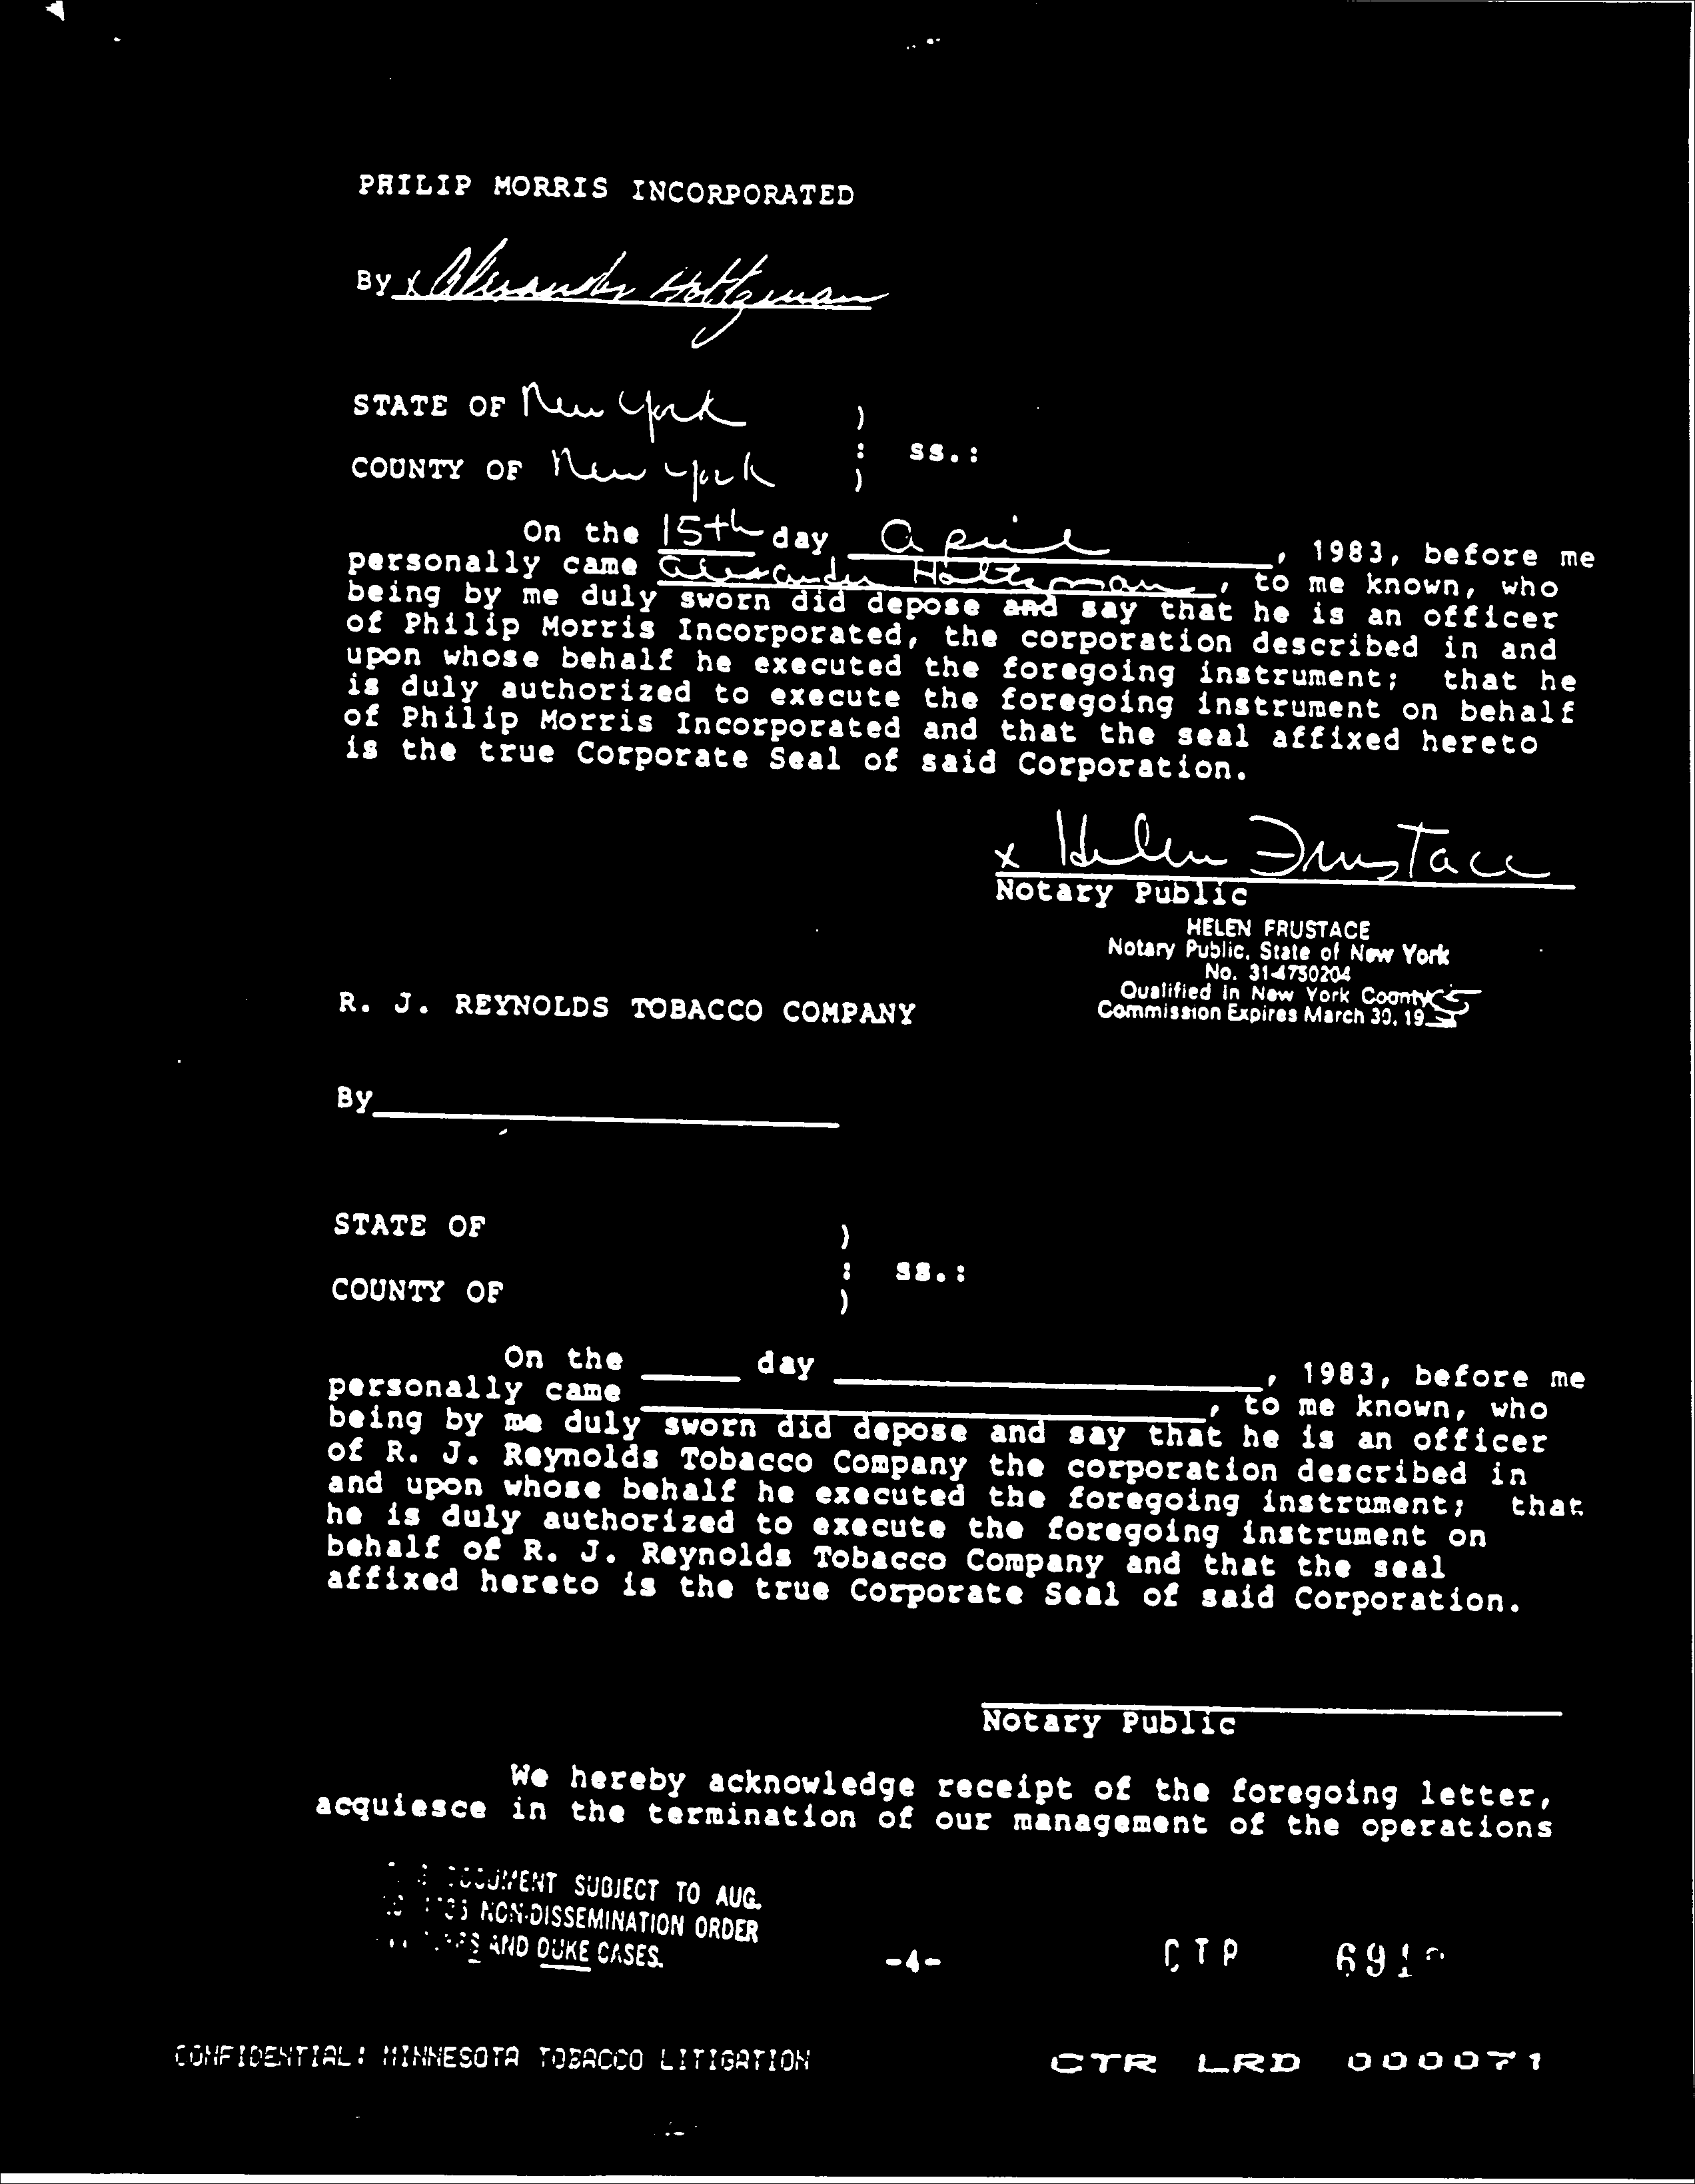 PHILIP MORRIS INCORPORATED
By x Alexander Holtzman
STATE OF New York )
: ss.:
COUNTY OF New York )
On the 15th day April, 1983, before me
personally came Alexander Holtzman, to me known, who
being by me duly sworn did depose and say that he is an officer
of Philip Morris Incorporated, the corporation described in and
upon whose behalf he executed the foregoing instrument; that he
is duly authorized to execute the foregoing instrument on behalf
of Philip Morris Incorporated and that the seal affixed hereto
is the true Corporate Seal of said Corporation.
x Helen Frustace
Notary Public
HELEN FRUSTACE
Notary Public, State of New York
No. 31-4750204
Qualified in New York County
Commission Expires March 30, 19
R. J. REYNOLDS TOBACCO COMPANY
By
STATE OF )
: ss.:
COUNTY OF )
On the day , 1983, before me
personally came , to me known, who
being by me duly sworn did depose and say that he is an officer
of R. J. Reynolds Tobacco Company the corporation described in
and upon whose behalf he executed the foregoing instrument; that
he is duly authorized to execute the foregoing instrument on
behalf of R. J. Reynolds Tobacco Company and that the seal
affixed hereto is the true Corporate Seal of said Corporation.
Notary Public
We hereby acknowledge receipt of the foregoing letter,
acquiesce in the termination of our management of the operations
DOCUMENT SUBJECT TO AUG.
NON-DISSEMINATION ORDER
AND DUKE CASES.
-4-
CTP
CONFIDENTIAL: MINNESOTA TOBACCO LITIGATION
CTR LRD 000071